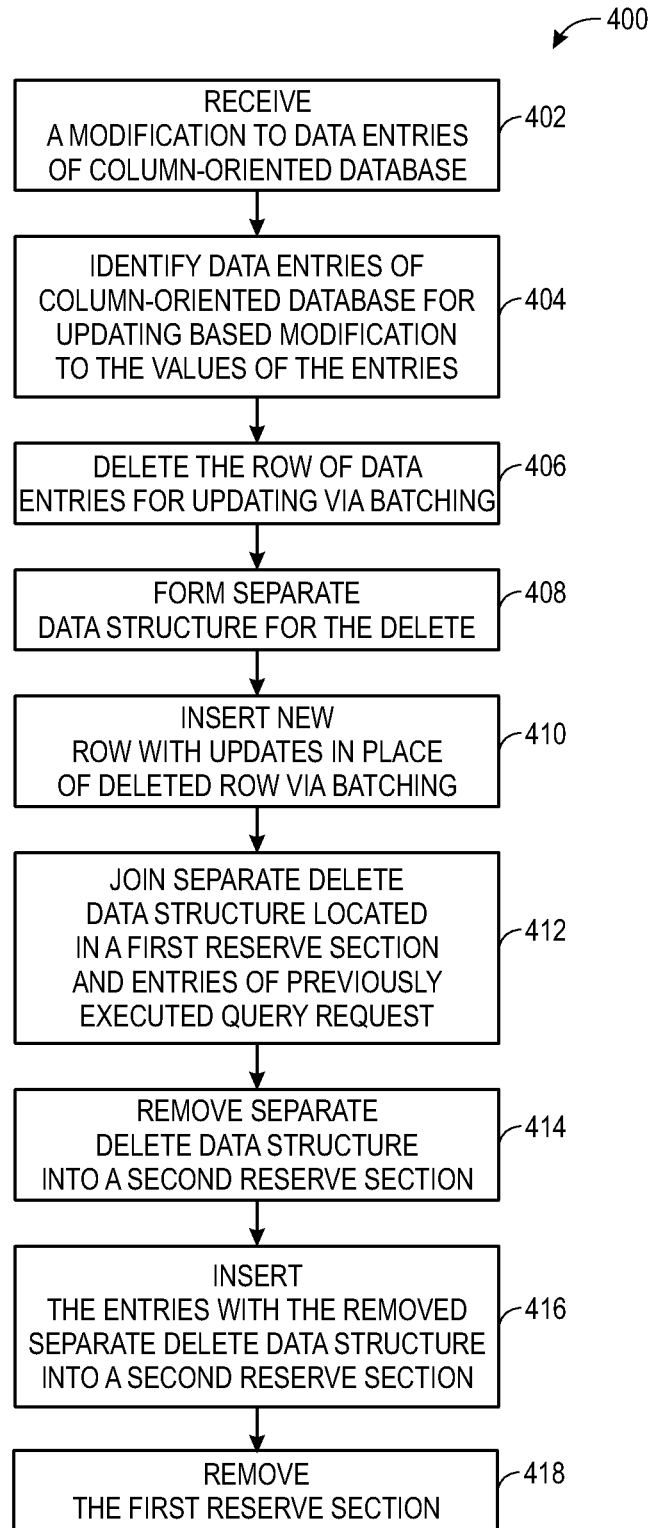 400
RECEIVE
A MODIFICATION TO DATA ENTRIES
OF COLUMN-ORIENTED DATABASE
402
IDENTIFY DATA ENTRIES OF
COLUMN-ORIENTED DATABASE FOR
UPDATING BASED MODIFICATION
TO THE VALUES OF THE ENTRIES
404
DELETE THE ROW OF DATA
ENTRIES FOR UPDATING VIA BATCHING
406
FORM SEPARATE
DATA STRUCTURE FOR THE DELETE
408
INSERT NEW
ROW WITH UPDATES IN PLACE
OF DELETED ROW VIA BATCHING
410
JOIN SEPARATE DELETE
DATA STRUCTURE LOCATED
IN A FIRST RESERVE SECTION
AND ENTRIES OF PREVIOUSLY
EXECUTED QUERY REQUEST
412
REMOVE SEPARATE
DELETE DATA STRUCTURE
INTO A SECOND RESERVE SECTION
414
INSERT
THE ENTRIES WITH THE REMOVED
SEPARATE DELETE DATA STRUCTURE
INTO A SECOND RESERVE SECTION
416
REMOVE
THE FIRST RESERVE SECTION
418